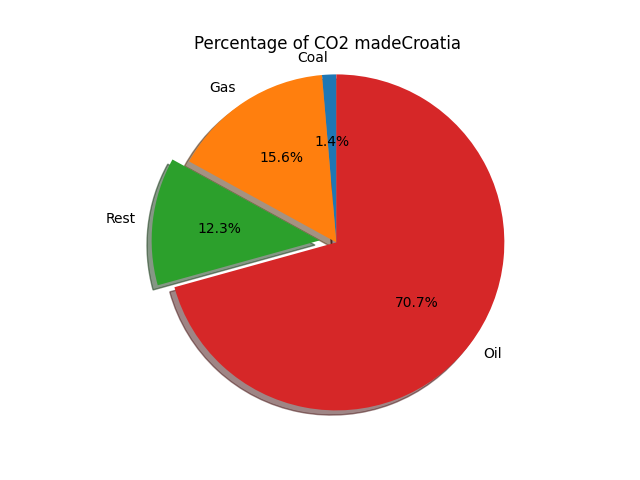 Percentage of CO2 madeCroatia
Coal
Gas
1.4%
15.6%
Rest
12.3%
70.7%
Oil